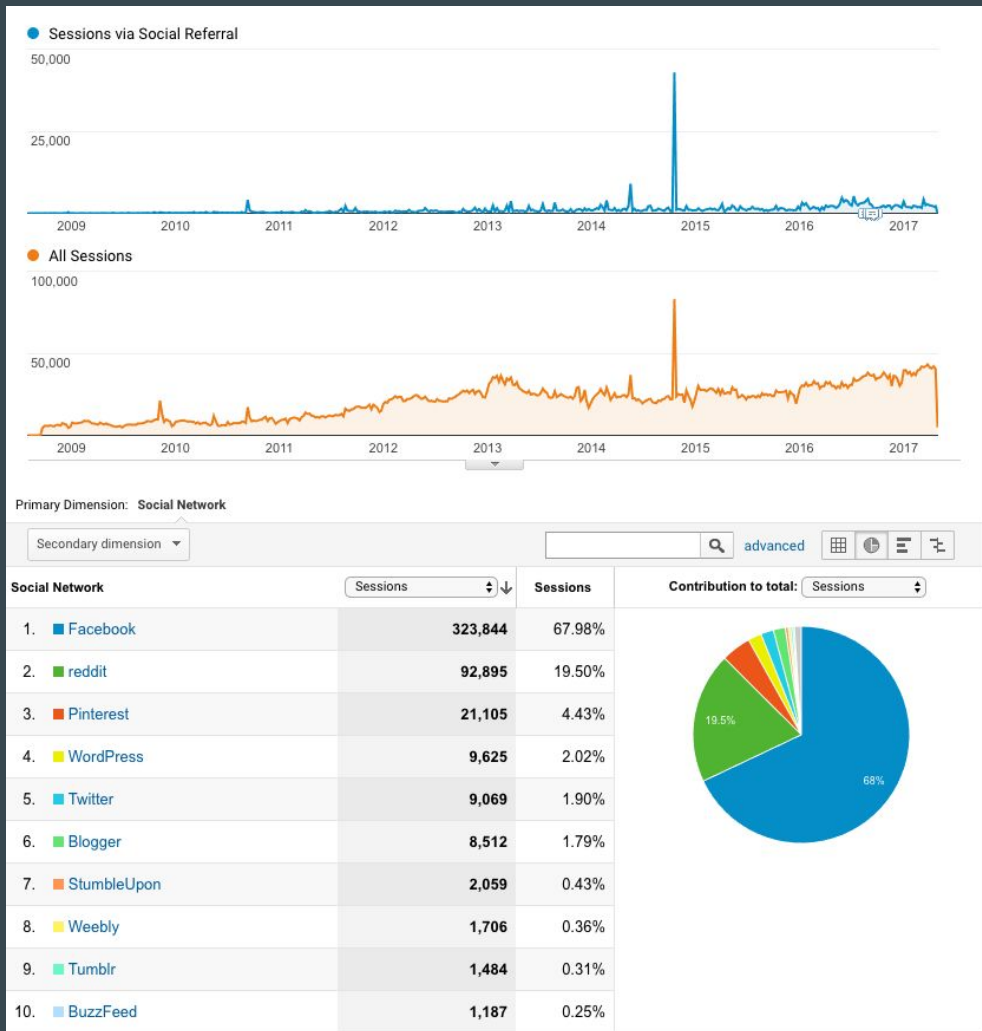 Sessions via Social Referral
50,000
25,000
2009 2010 2011 2012 2013 2014 2015 2016 2017
All Sessions
100,000
50,000
2009 2010 2011 2012 2013 2014 2015 2016 2017
Primary Dimension: Social Network
Secondary dimension advanced
Social Network Sessions Sessions Contribution to total: Sessions
1. Facebook 323,844 67.98%
2. reddit 92,895 19.50%
3. Pinterest 21,105 4.43%
4. WordPress 9,625 2.02%
5. Twitter 9,069 1.90%
6. Blogger 8,512 1.79%
7. StumbleUpon 2,059 0.43%
8. Weebly 1,706 0.36%
9. Tumblr 1,484 0.31%
10. BuzzFeed 1,187 0.25%
19.5%
68%